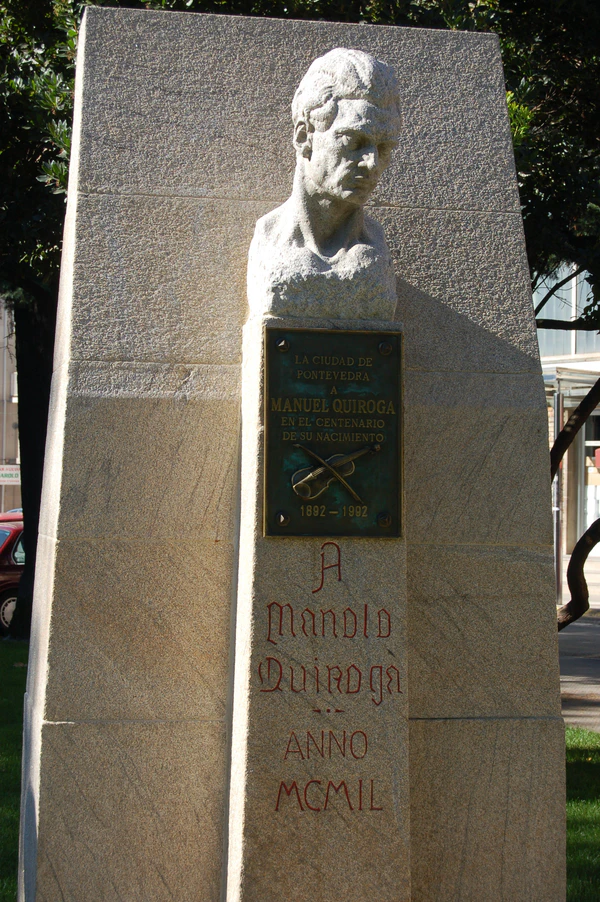 LA CIUDAD DE
PONTEVEDRA
A
MANUEL QUIROGA
EN EL CENTENARIO
DE SU NACIMIENTO
1892 - 1992
A
Manolo
Quiroga
ANNO
MCMIL